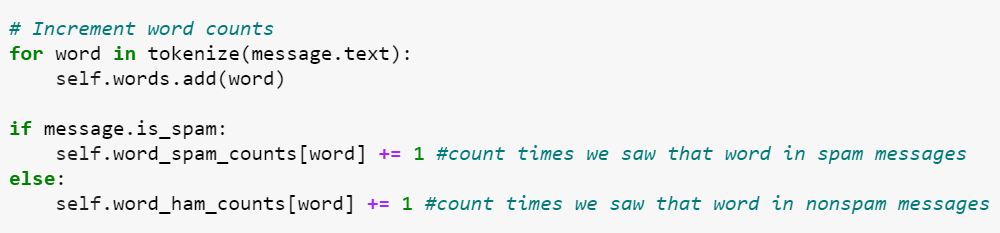 # Increment word counts
for word in tokenize(message.text):
    self.words.add(word)

if message.is_spam:
    self.word_spam_counts[word] += 1 #count times we saw that word in spam messages
else:
    self.word_ham_counts[word] += 1 #count times we saw that word in nonspam messages